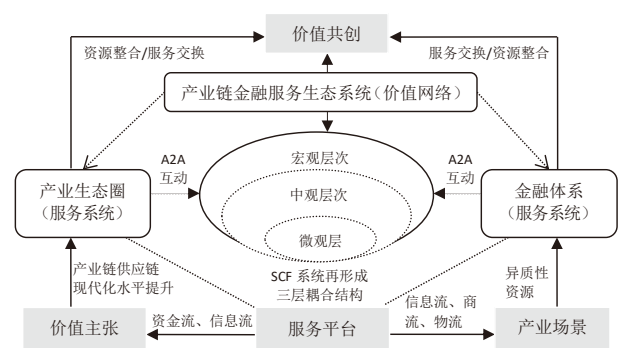 价值共创
资源整合/服务交换
服务交换/资源整合
产业链金融服务生态系统（价值网络）
A2A
互动
宏观层次
A2A
互动
产业生态圈
（服务系统）
中观层次
金融体系
（服务系统）
微观层
产业链供应链
现代化水平提升
SCF 系统再形成
三层耦合结构
异质性
资源
价值主张
资金流、信息流
服务平台
信息流、商
流、物流
产业场景